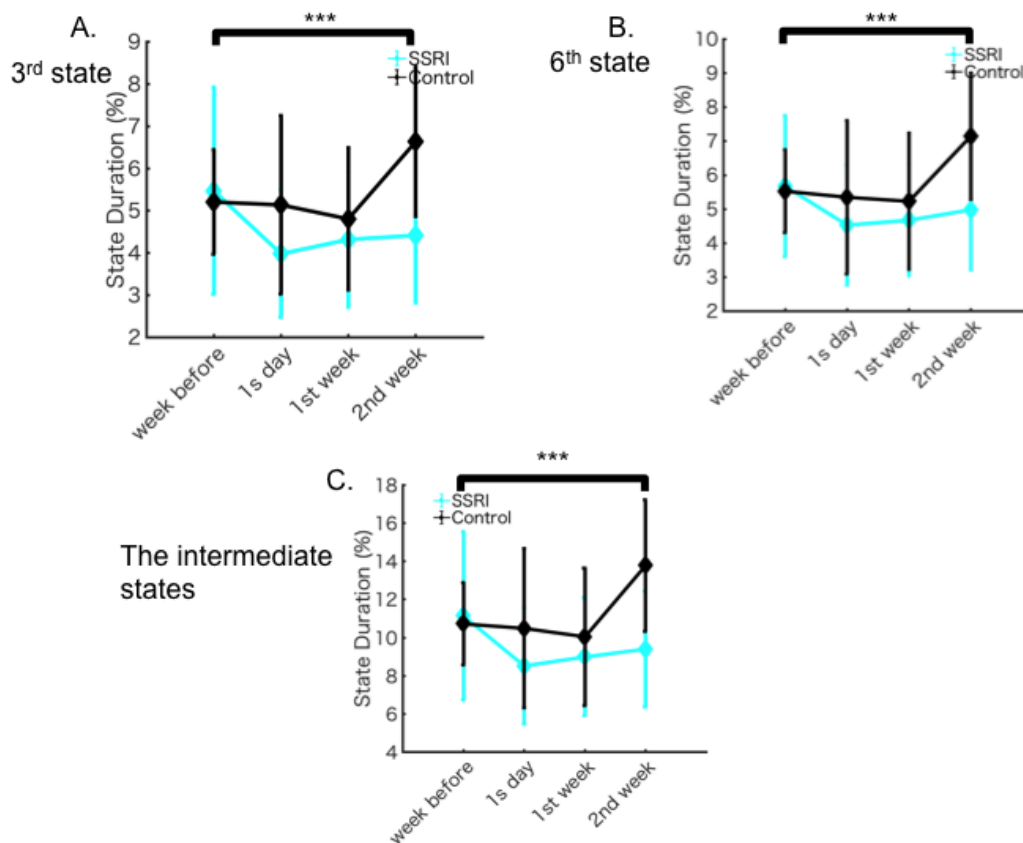 A.
***
3rd state
SSRI
Control
State Duration (%)
9
8
7
6
5
4
3
2
week before
1s day
1st week
2nd week
B.
***
6th state
SSRI
Control
State Duration (%)
10
9
8
7
6
5
4
3
2
week before
1s day
1st week
2nd week
C.
***
The intermediate
states
SSRI
Control
State Duration (%)
18
16
14
12
10
8
6
4
week before
1s day
1st week
2nd week